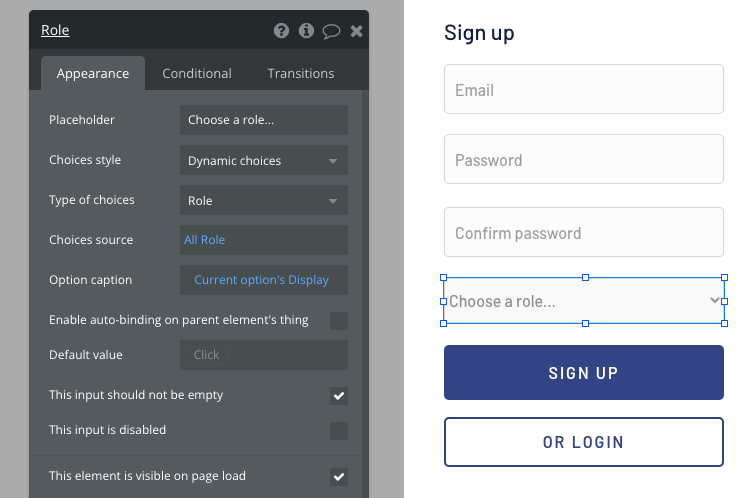 Role
Appearance Conditional Transitions
Placeholder Choose a role...
Choices style Dynamic choices
Type of choices Role
Choices source All Role
Option caption Current option's Display
Enable auto-binding on parent element's thing
Default value Click
This input should not be empty
This input is disabled
This element is visible on page load
Sign up
Email
Password
Confirm password
Choose a role...
SIGN UP
OR LOGIN